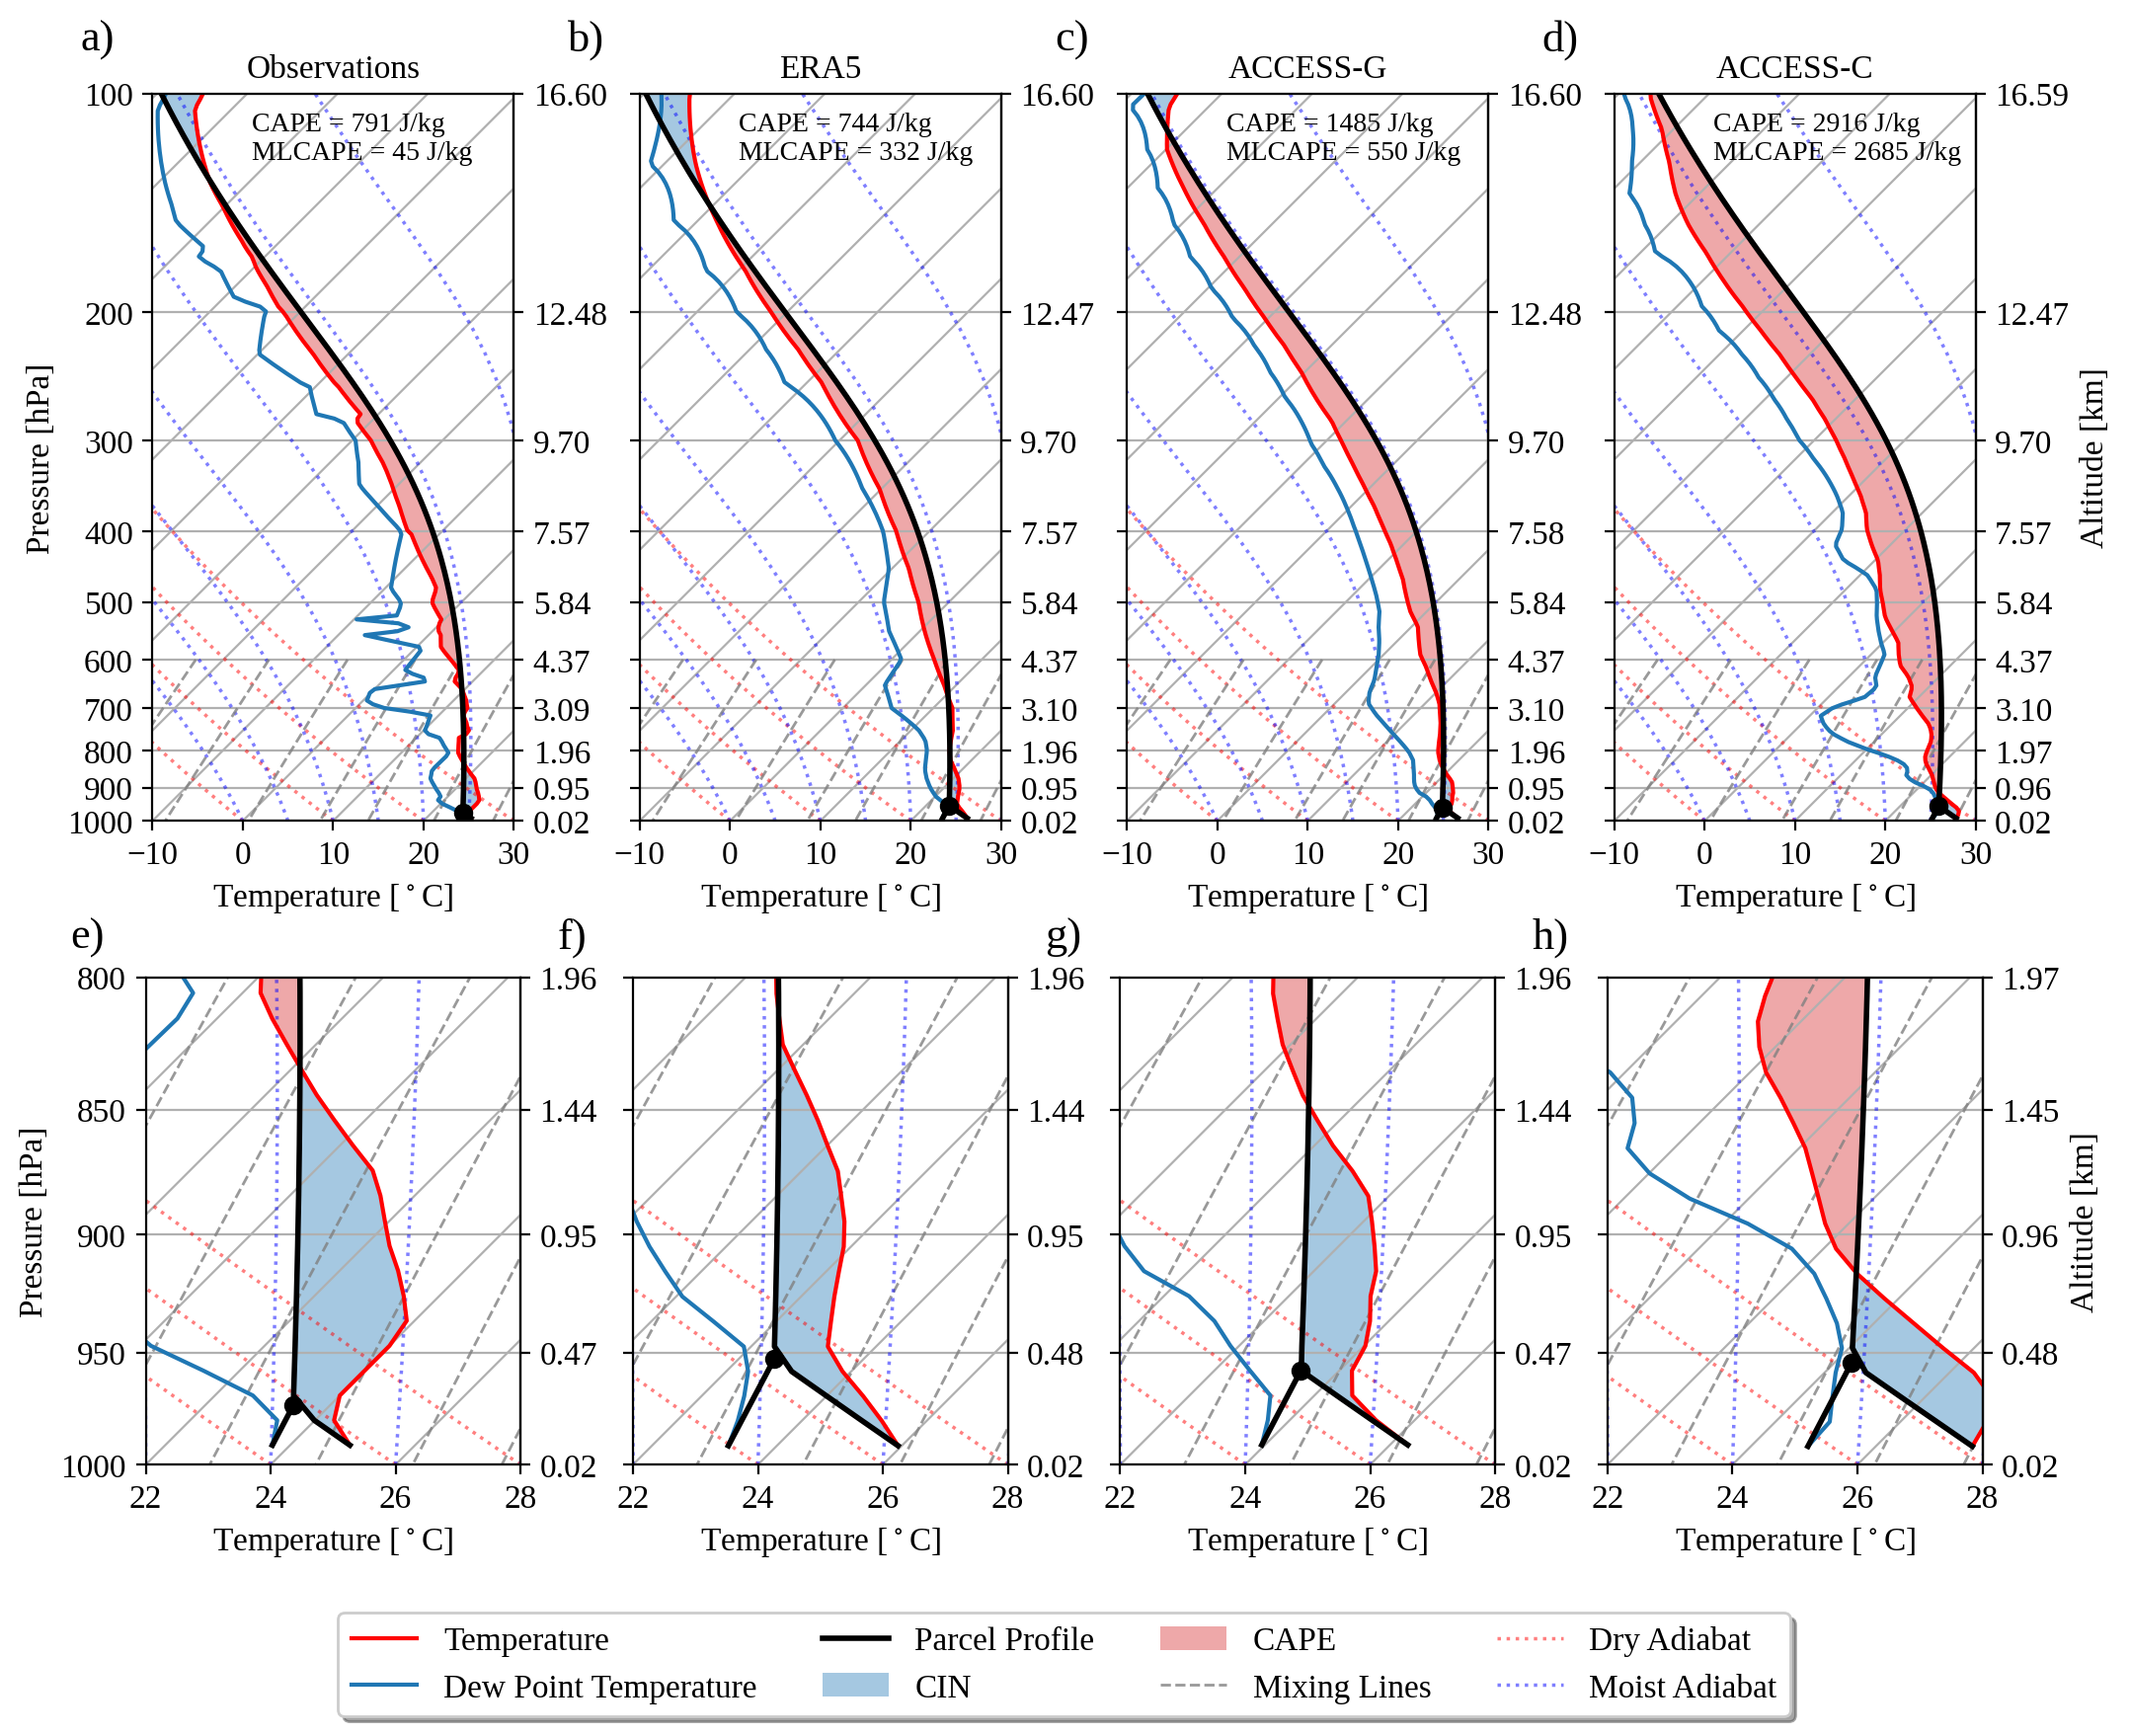 a) b) c) d)
Observations ERA5 ACCESS-G ACCESS-C
CAPE = 791 J/kg
MLCAPE = 45 J/kg
CAPE = 744 J/kg
MLCAPE = 332 J/kg
CAPE = 1485 J/kg
MLCAPE = 550 J/kg
CAPE = 2916 J/kg
MLCAPE = 2685 J/kg
100 16.60 16.60 16.60 16.59
200 12.48 12.47 12.48 12.47
300 9.70 9.70 9.70 9.70
400 7.57 7.57 7.58 7.57
500 5.84 5.84 5.84 5.84
600 4.37 4.37 4.37 4.37
700 3.09 3.10 3.10 3.10
800 1.96 1.96 1.96 1.97
900 0.95 0.95 0.95 0.96
1000 0.02 0.02 0.02 0.02
Pressure [hPa]
Altitude [km]
−10 0 10 20 30 −10 0 10 20 30 −10 0 10 20 30 −10 0 10 20 30
Temperature [°C] Temperature [°C] Temperature [°C] Temperature [°C]
e) f) g) h)
800 1.96 1.96 1.96 1.97
850 1.44 1.44 1.44 1.45
900 0.95 0.95 0.95 0.96
950 0.47 0.48 0.47 0.48
1000 0.02 0.02 0.02 0.02
Pressure [hPa]
Altitude [km]
22 24 26 28 22 24 26 28 22 24 26 28 22 24 26 28
Temperature [°C] Temperature [°C] Temperature [°C] Temperature [°C]
Temperature Parcel Profile CAPE Dry Adiabat
Dew Point Temperature CIN Mixing Lines Moist Adiabat